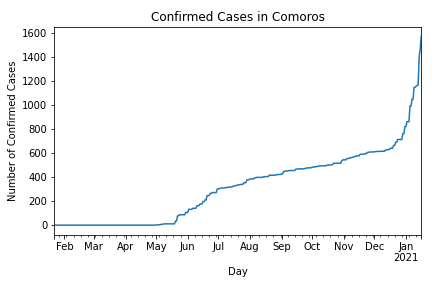 Confirmed Cases in Comoros
Number of Confirmed Cases
1600
1400
1200
1000
800
600
400
200
0
Feb Mar Apr May Jun Jul Aug Sep Oct Nov Dec Jan
2021
Day